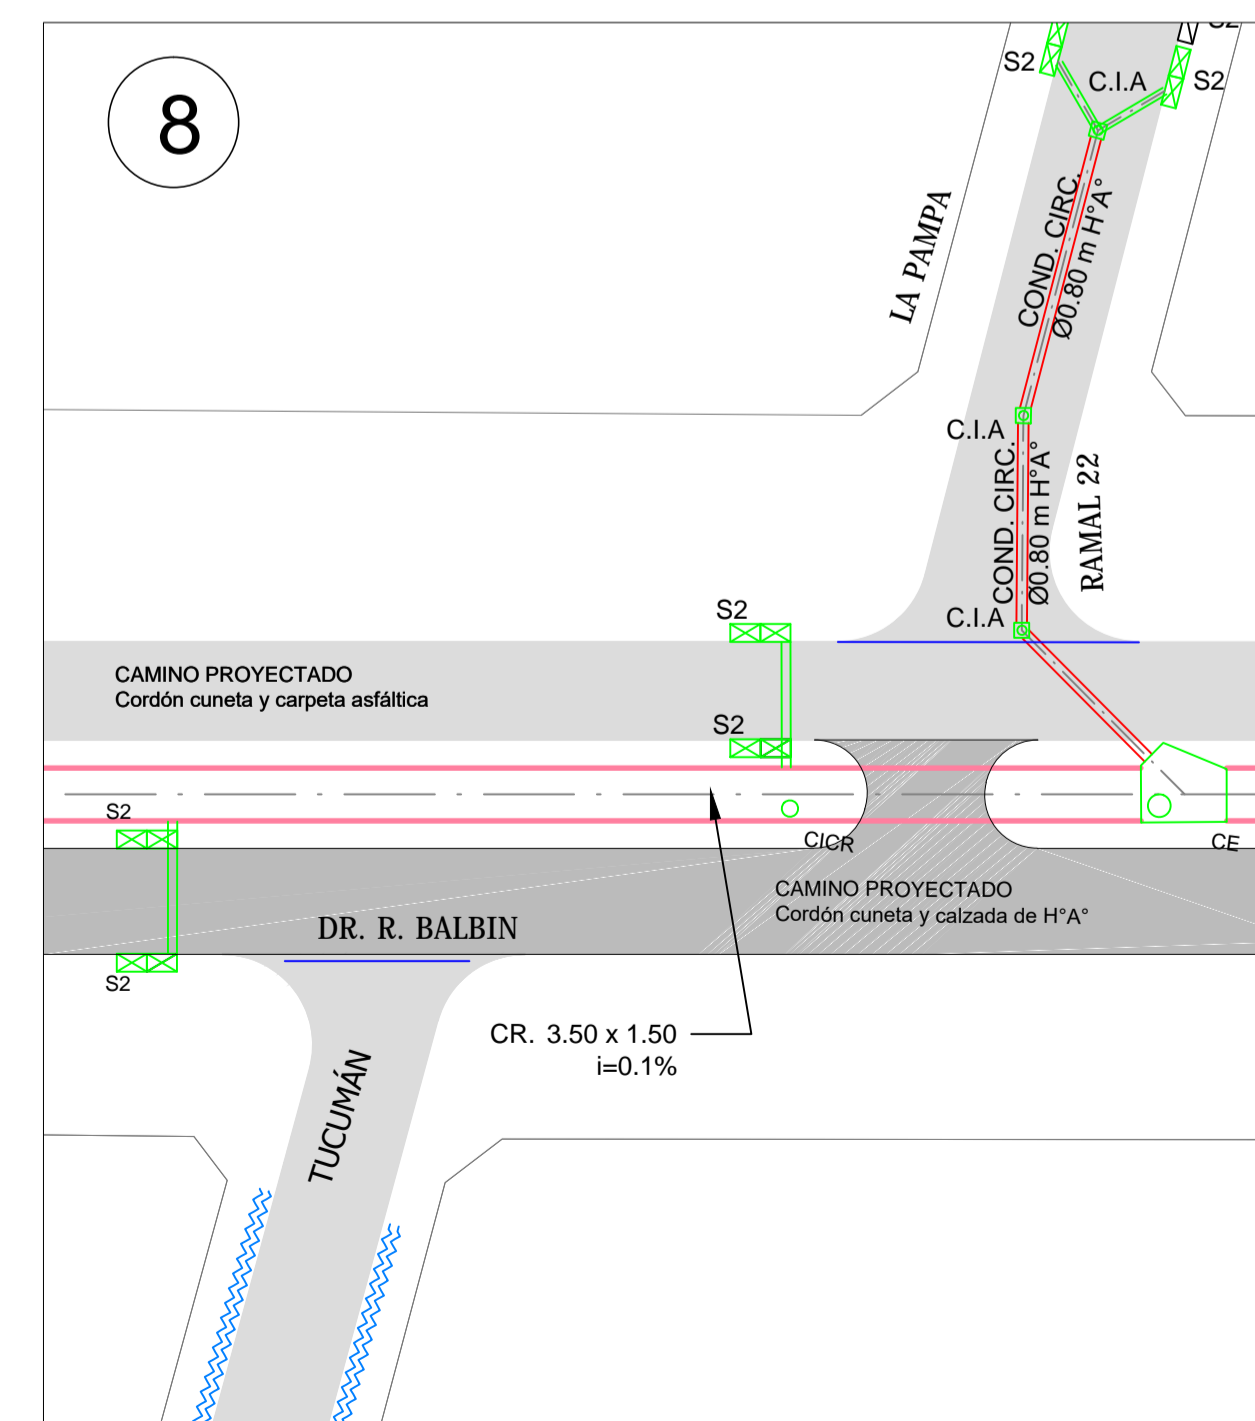 8
S2
S2
C.I.A
S2
COND. CIRC.
Ø0.80 m H°A°
LA PAMPA
C.I.A
COND. CIRC.
Ø0.80 m H°A°
RAMAL 22
C.I.A
S2
CAMINO PROYECTADO
Cordón cuneta y carpeta asfáltica
S2
S2
CICR
CE
CAMINO PROYECTADO
Cordón cuneta y calzada de H°A°
DR. R. BALBIN
S2
CR. 3.50 x 1.50
i=0.1%
TUCUMÁN